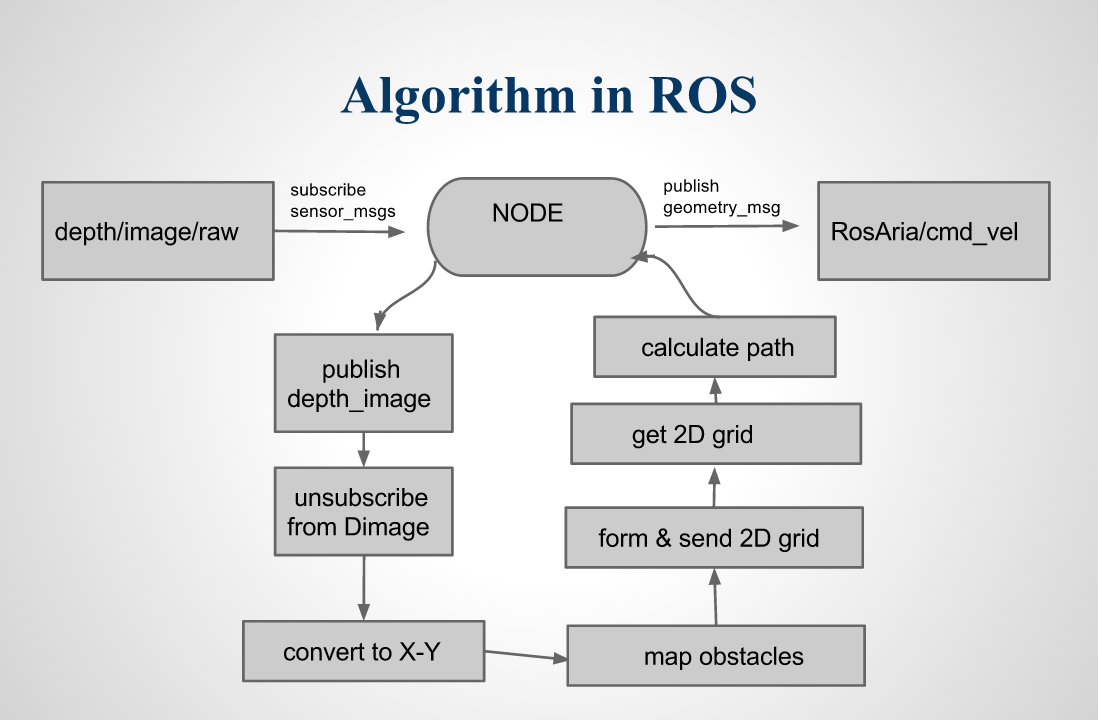 Algorithm in ROS
depth/image/raw
subscribe
sensor_msgs
NODE
publish
geometry_msg
RosAria/cmd_vel
publish
depth_image
unsubscribe
from Dimage
convert to X-Y
map obstacles
form & send 2D grid
get 2D grid
calculate path